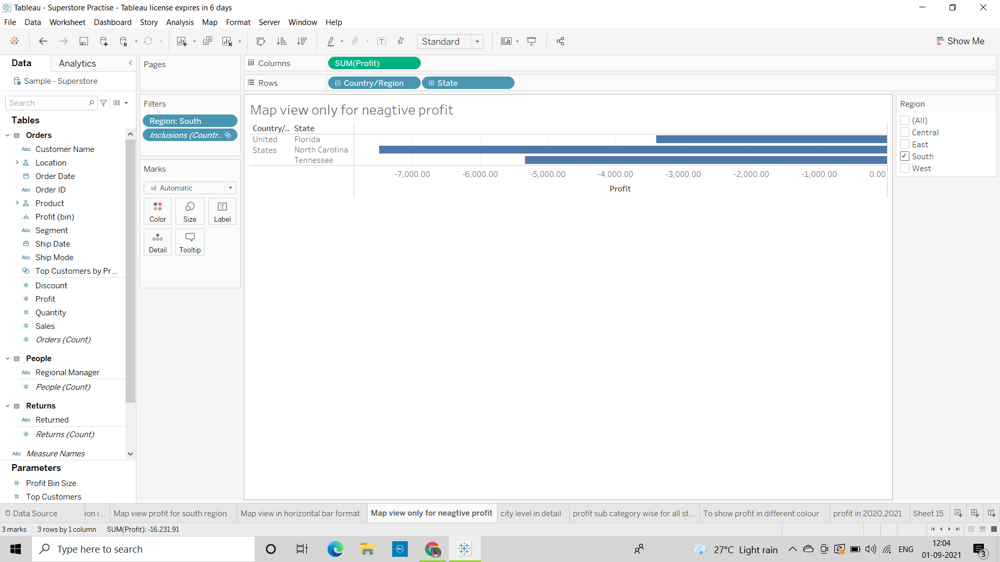 Tableau - Superstore Practise - Tableau license expires in 6 days
File Data Worksheet Dashboard Story Analysis Map Format Server Window Help
Standard
Show Me
Data Analytics
Sample - Superstore
Search
Tables
Orders
Abc Customer Name
Location
Order Date
Abc Order ID
Product
Profit (bin)
Abc Segment
Ship Date
Abc Ship Mode
Top Customers by Pr...
# Discount
# Profit
# Quantity
# Sales
# Orders (Count)
People
Abc Regional Manager
# People (Count)
Returns
Abc Returned
# Returns (Count)
Abc Measure Names
Parameters
# Profit Bin Size
# Top Customers
Pages
Filters
Region: South
Inclusions (Countr..
Marks
Automatic
Color Size Label
Detail Tooltip
Columns SUM(Profit)
Rows Country/Region State
Map view only for neagtive profit
Country/.. State
United States
Florida
North Carolina
Tennessee
-7,000.00 -6,000.00 -5,000.00 -4,000.00 -3,000.00 -2,000.00 -1,000.00 0.00
Profit
Region
(All)
Central
East
South
West
Data Source ion i... Map view profit for south region Map view in horizontal bar format Map view only for neagtive profit city level in detail profit sub category wise for all st... To show profit in different colour profit in 2020,2021 Sheet 15
3 marks 3 rows by 1 column SUM(Profit): -16,231.91
Type here to search
DELL
27°C Light rain
ENG
12:04
01-09-2021
3